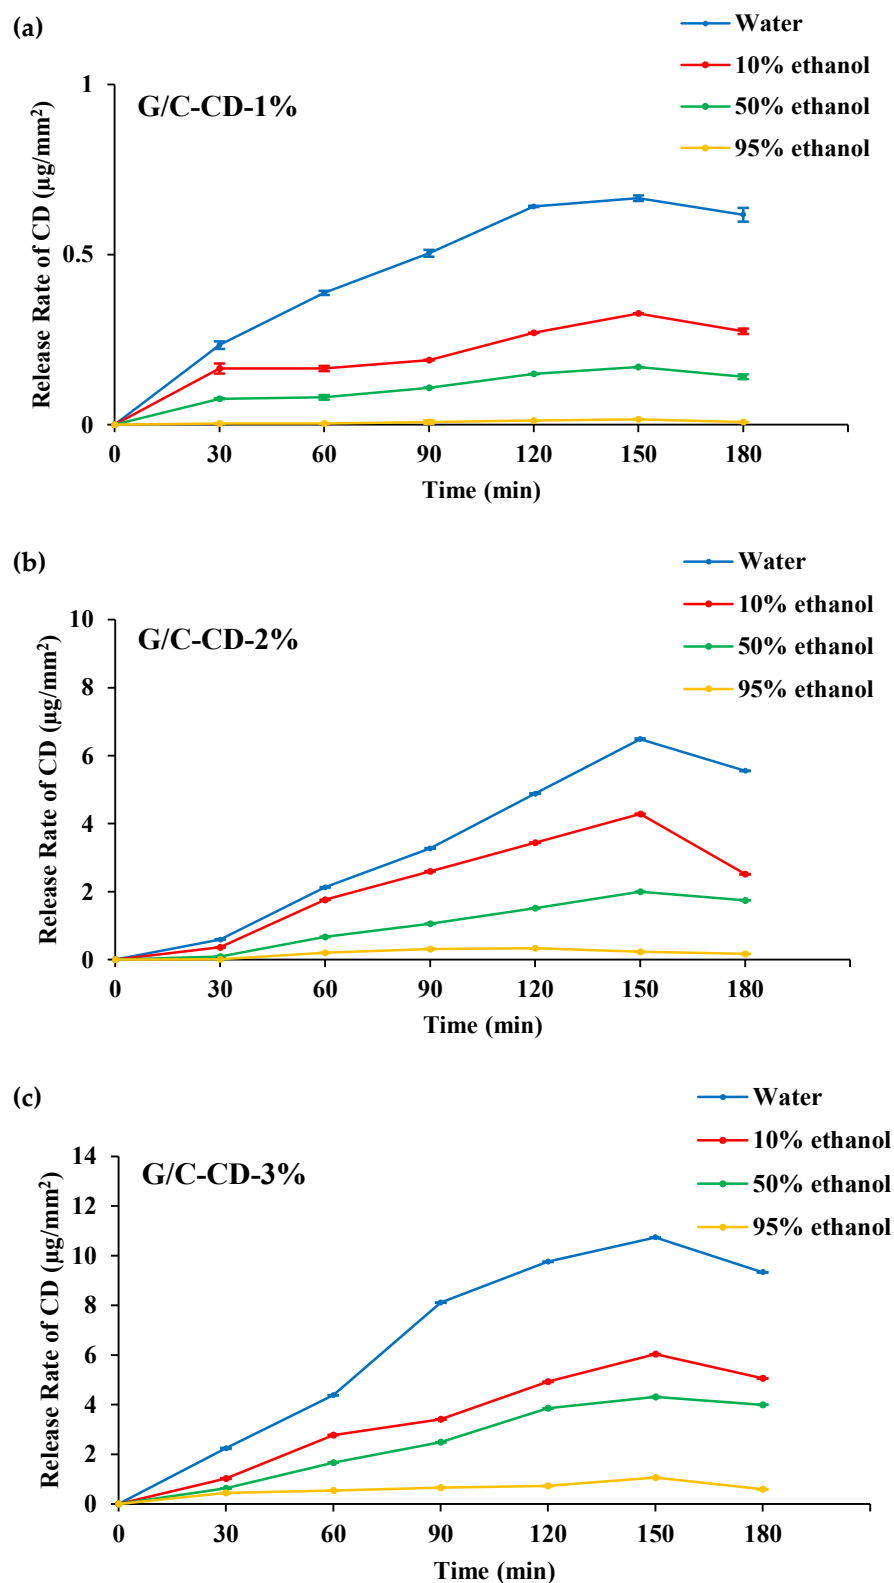 (a)
Water
10% ethanol
50% ethanol
95% ethanol
G/C-CD-1%
Release Rate of CD (µg/mm²)
1
0.5
0
0 30 60 90 120 150 180
Time (min)
(b)
Water
10% ethanol
50% ethanol
95% ethanol
G/C-CD-2%
Release Rate of CD (µg/mm²)
10
8
6
4
2
0
0 30 60 90 120 150 180
Time (min)
(c)
Water
10% ethanol
50% ethanol
95% ethanol
G/C-CD-3%
Release Rate of CD (µg/mm²)
14
12
10
8
6
4
2
0
0 30 60 90 120 150 180
Time (min)